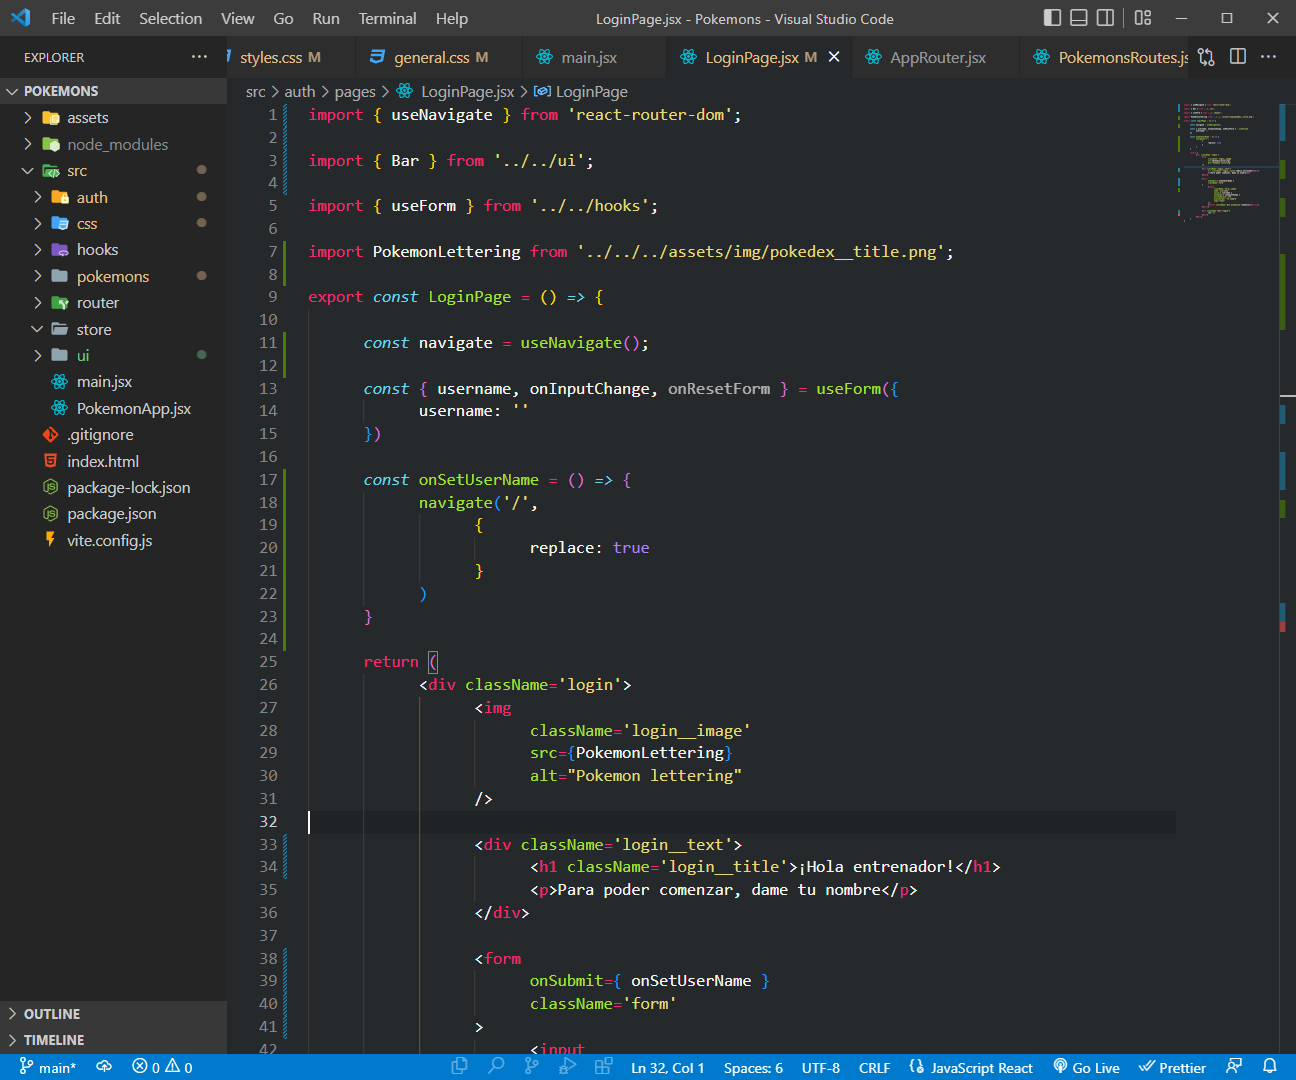 File Edit Selection View Go Run Terminal Help LoginPage.jsx - Pokemons - Visual Studio Code
EXPLORER ··· styles.css M general.css M main.jsx LoginPage.jsx M AppRouter.jsx PokemonsRoutes.js ···
POKEMONS
src > auth > pages > LoginPage.jsx > LoginPage
assets
node_modules
src
auth
css
hooks
pokemons
router
store
ui
main.jsx
PokemonApp.jsx
.gitignore
index.html
package-lock.json
package.json
vite.config.js
OUTLINE
TIMELINE
1 import { useNavigate } from 'react-router-dom';
2
3 import { Bar } from '../../ui';
4
5 import { useForm } from '../../hooks';
6
7 import PokemonLettering from '../../../assets/img/pokedex__title.png';
8
9 export const LoginPage = () => {
10
11 const navigate = useNavigate();
12
13 const { username, onInputChange, onResetForm } = useForm({
14 username: ''
15 })
16
17 const onSetUserName = () => {
18 navigate('/',
19 {
20 replace: true
21 }
22 )
23 }
24
25 return (
26 <div className='login'>
27 <img
28 className='login__image'
29 src={PokemonLettering}
30 alt="Pokemon lettering"
31 />
32
33 <div className='login__text'>
34 <h1 className='login__title'>¡Hola entrenador!</h1>
35 <p>Para poder comenzar, dame tu nombre</p>
36 </div>
37
38 <form
39 onSubmit={ onSetUserName }
40 className='form'
41 >
42 <input
main* 0 0 Ln 32, Col 1 Spaces: 6 UTF-8 CRLF JavaScript React Go Live Prettier